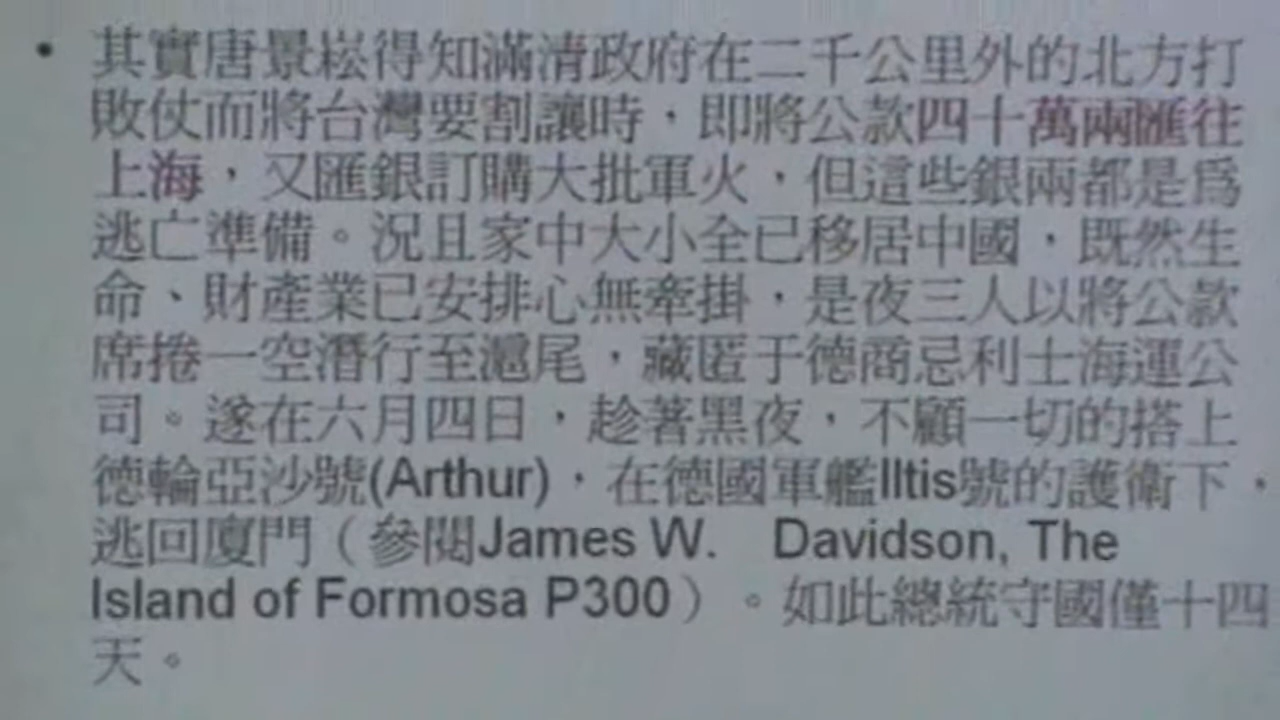 • 其實唐景崧得知滿清政府在二千公里外的北方打
敗仗而將台灣要割讓時，即將公款四十萬兩匯往
上海，又匯銀訂購大批軍火，但這些銀兩都是為
逃亡準備。況且家中大小全已移居中國，既然生
命、財產業已安排心無牽掛，是夜三人以將公款
席捲一空潛行至滬尾，藏匿于德商忌利士海運公
司。遂在六月四日，趁著黑夜，不顧一切的搭上
德輪亞沙號(Arthur)，在德國軍艦Iltis號的護衛下，
逃回廈門（參閱James W. Davidson, The
Island of Formosa P300）。如此總統守國僅十四
天。